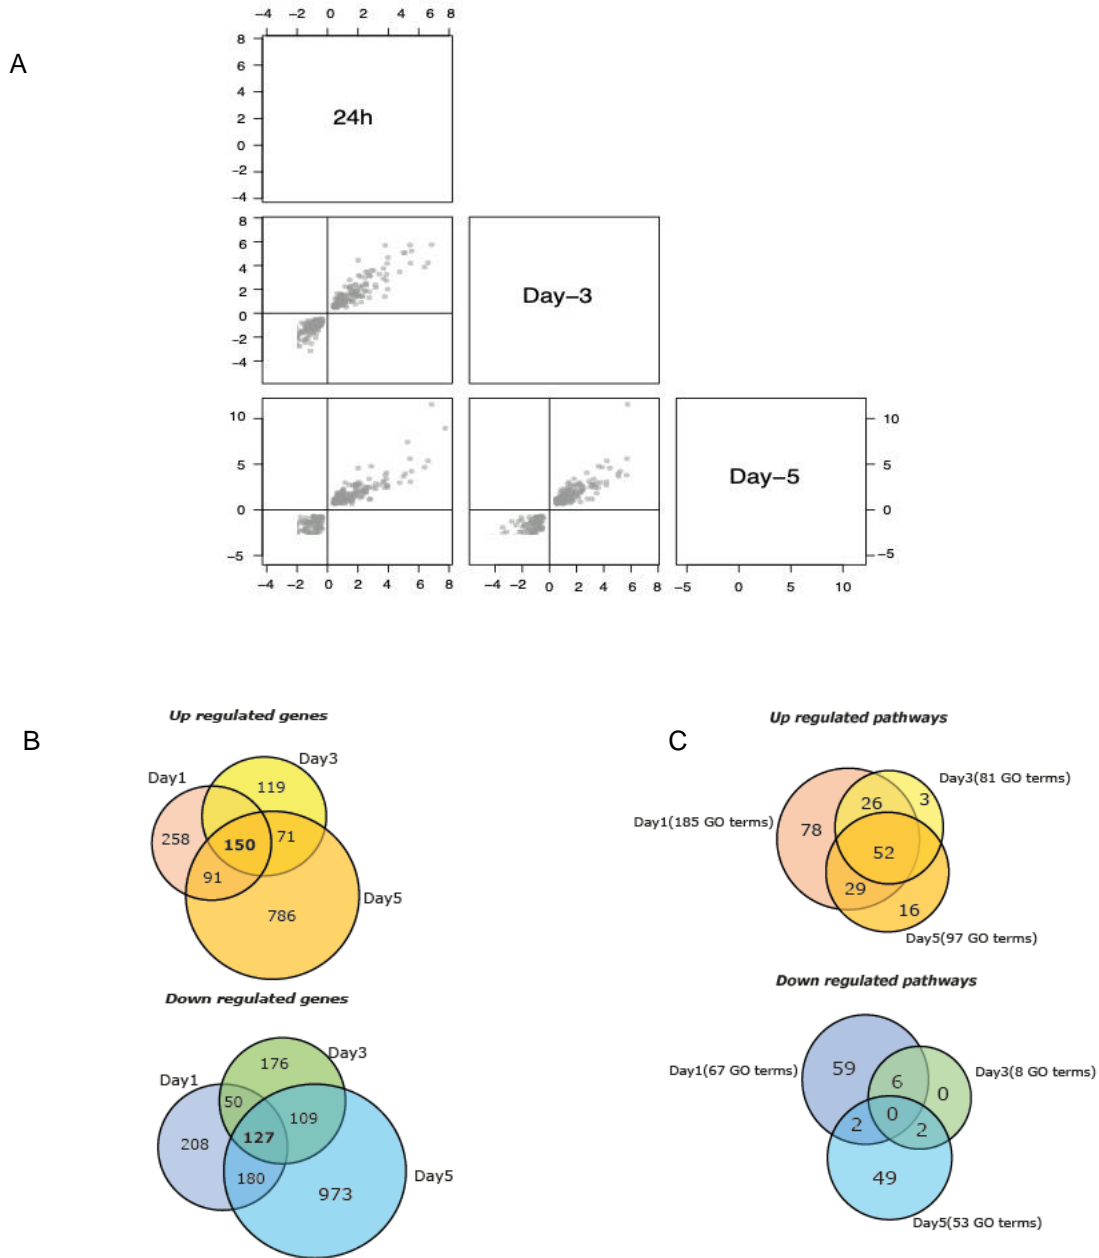 −4 −2 0 2 4 6 8
A
8
6
4
2
0
−2
−4
24h
8
6
4
2
0
−2
−4
Day−3
10
5
0
−5
Day−5
10
5
0
−5
−4 −2 0 2 4 6 8
−4 −2 0 2 4 6 8
−5 0 5 10
B
Up regulated genes
Day1
Day3
119
258
150
71
91
786
Day5
Down regulated genes
Day1
Day3
176
50
109
208
127
180
973
Day5
C
Up regulated pathways
Day3(81 GO terms)
Day1(185 GO terms)
26
3
78
52
29
16
Day5(97 GO terms)
Down regulated pathways
Day1(67 GO terms)
59
6
0
Day3(8 GO terms)
0
2
2
49
Day5(53 GO terms)